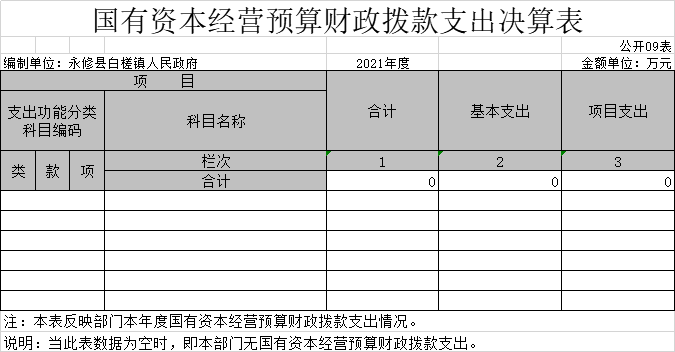 国有资本经营预算财政拨款支出决算表
公开09表
编制单位：永修县白槎镇人民政府 2021年度 金额单位：万元
项 目
支出功能分类
科目编码
科目名称
合计 基本支出 项目支出
类 款 项
栏次 1 2 3
合计 0 0 0
注：本表反映部门本年度国有资本经营预算财政拨款支出情况。
说明：当此表数据为空时，即本部门无国有资本经营预算财政拨款支出。